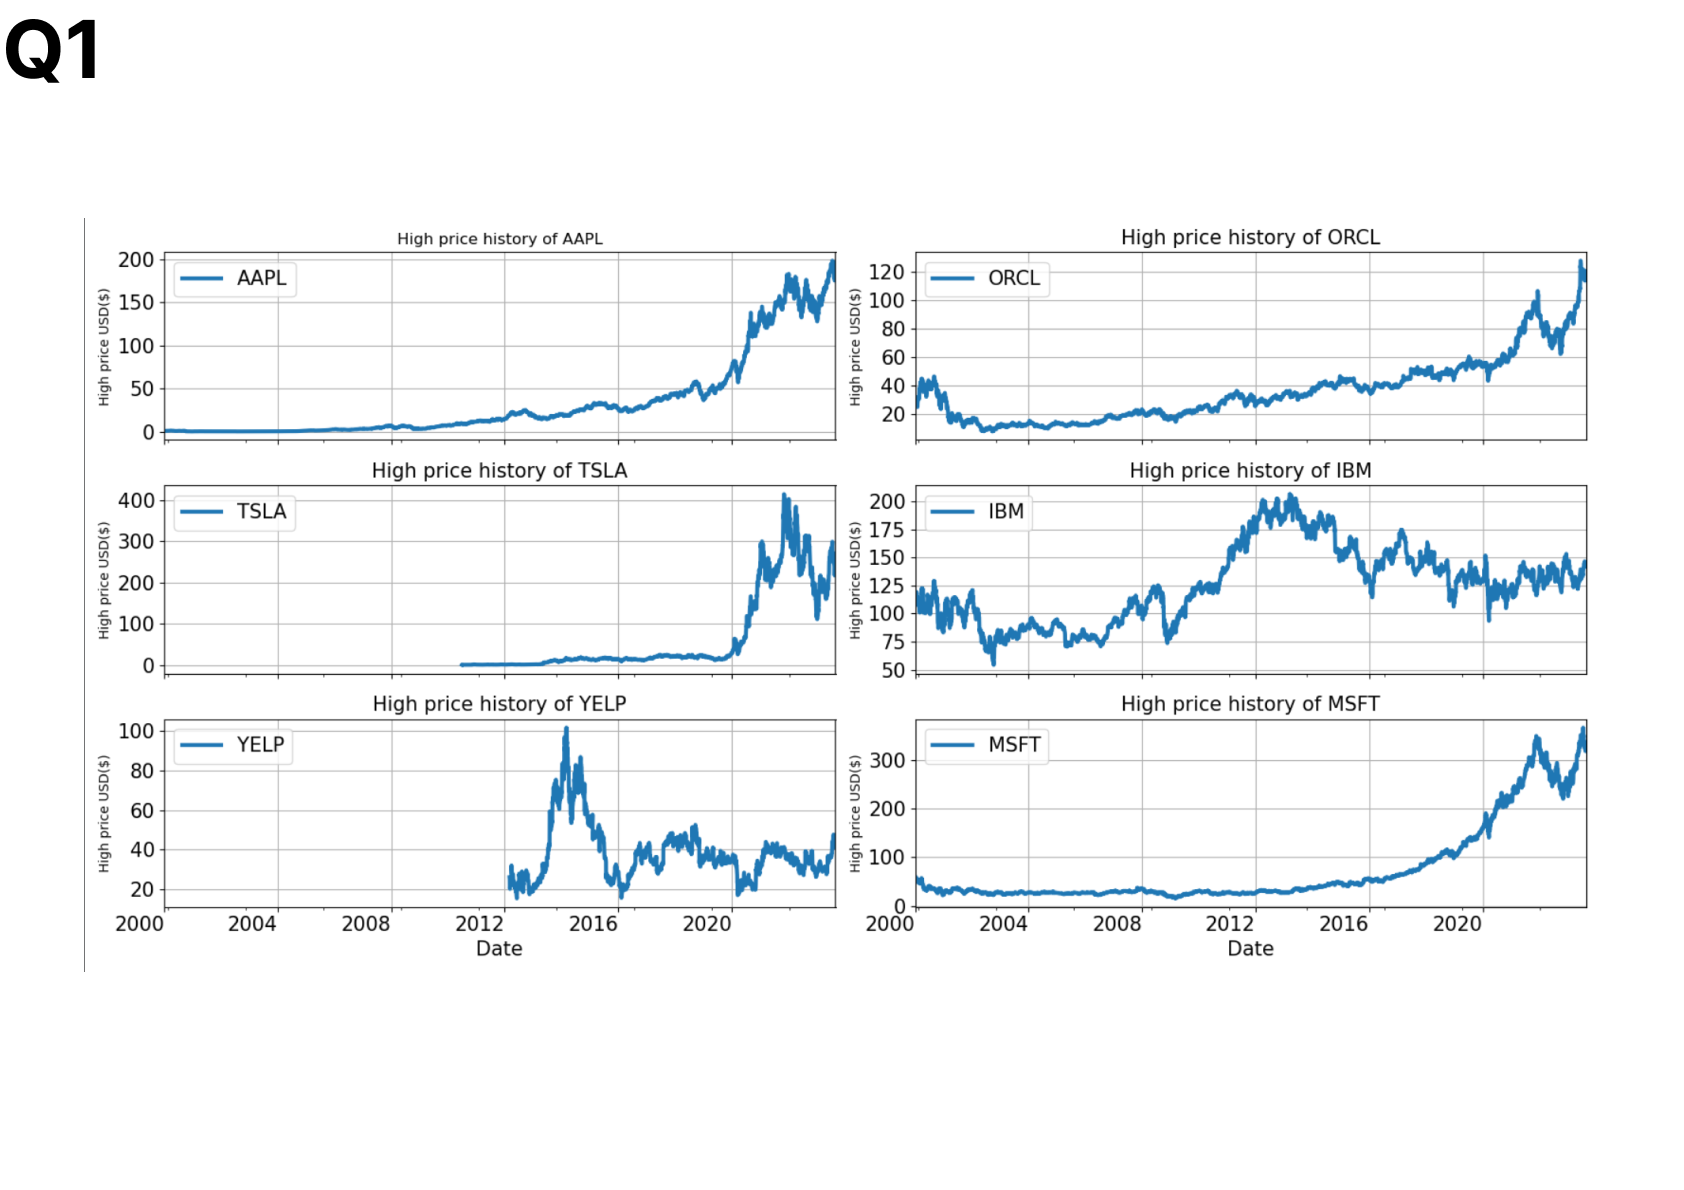 Q1
High price history of AAPL
High price USD($)
200
150
100
50
0
AAPL
High price history of ORCL
High price USD($)
120
100
80
60
40
20
ORCL
High price history of TSLA
High price USD($)
400
300
200
100
0
TSLA
High price history of IBM
High price USD($)
200
175
150
125
100
75
50
IBM
High price history of YELP
High price USD($)
100
80
60
40
20
YELP
2000 2004 2008 2012 2016 2020
Date
High price history of MSFT
High price USD($)
300
200
100
0
MSFT
2000 2004 2008 2012 2016 2020
Date